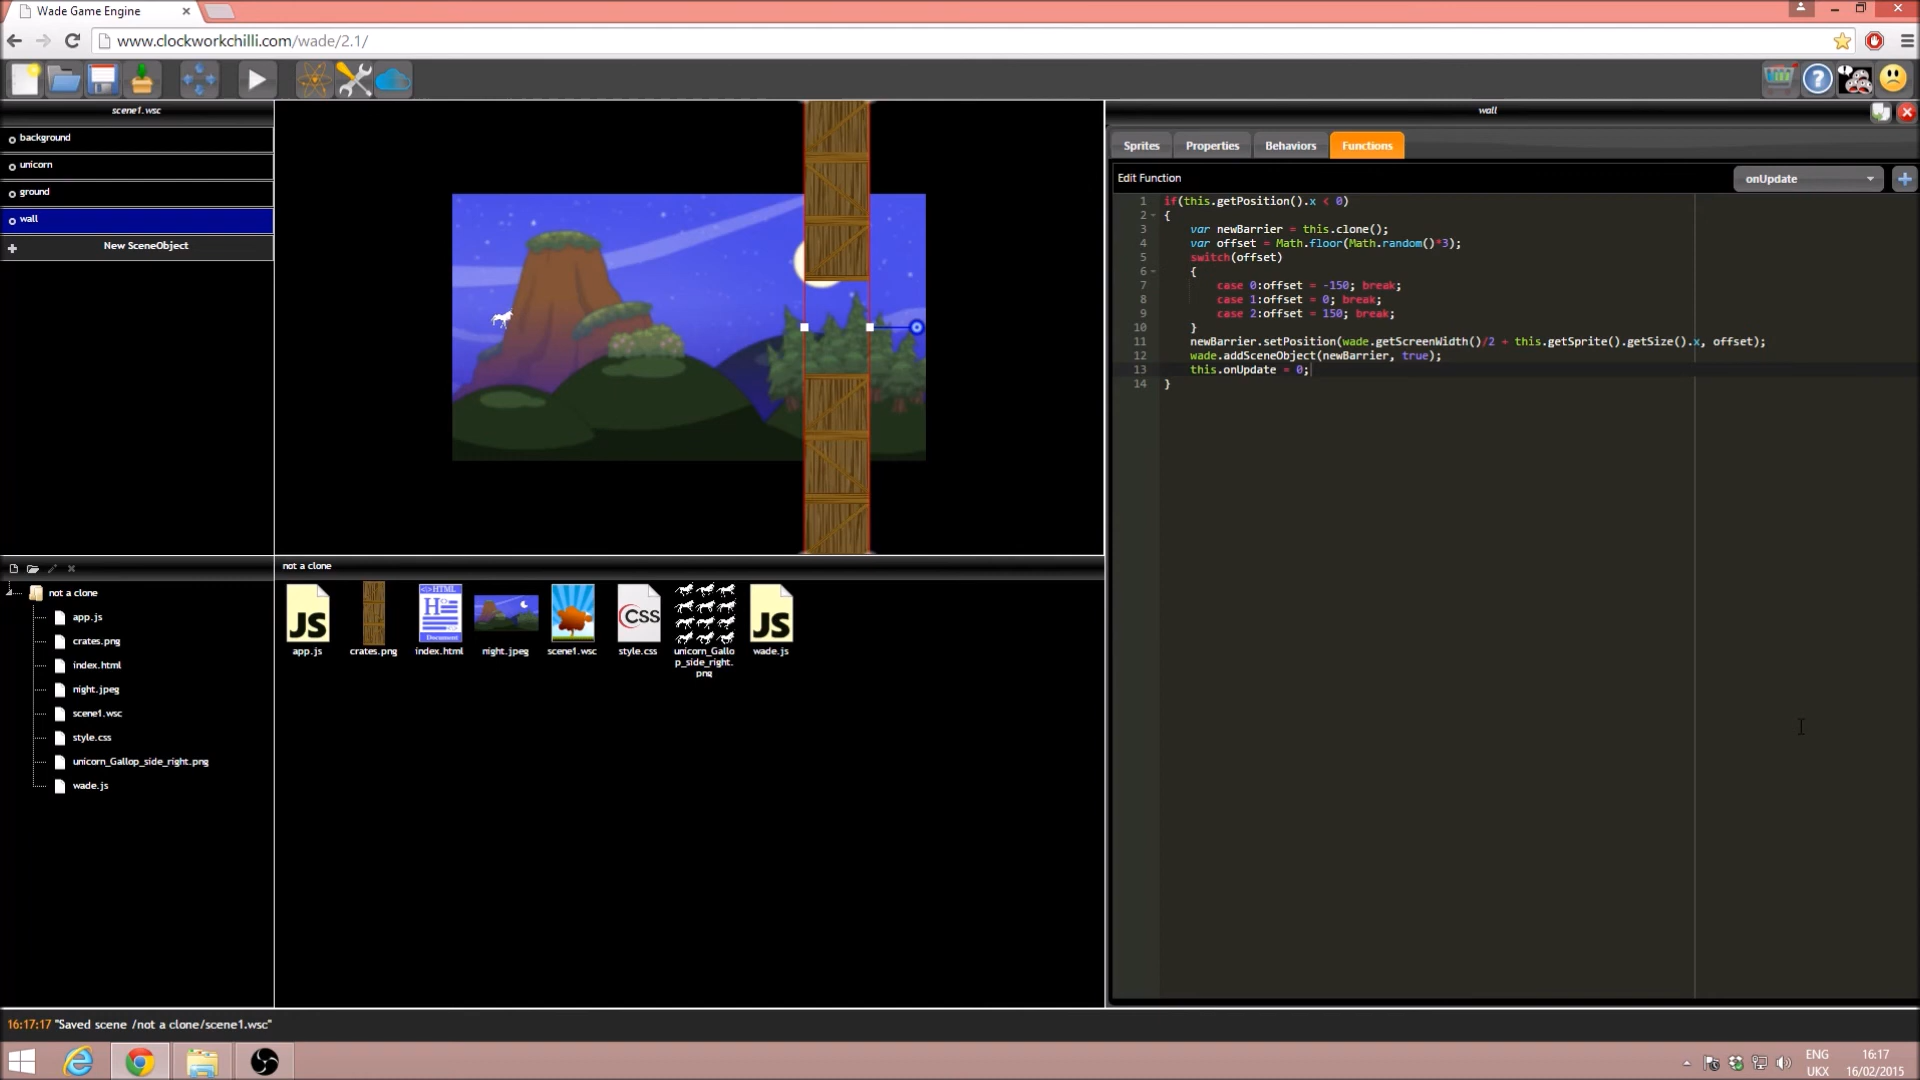 Wade Game Engine
www.clockworkchilli.com/wade/2.1/
scene1.wsc
background
unicorn
ground
wall
New SceneObject
wall
Sprites Properties Behaviors Functions
Edit Function onUpdate
1 if(this.getPosition().x < 0)
2 {
3 var newBarrier = this.clone();
4 var offset = Math.floor(Math.random()*3);
5 switch(offset)
6 {
7 case 0:offset = -150; break;
8 case 1:offset = 0; break;
9 case 2:offset = 150; break;
10 }
11 newBarrier.setPosition(wade.getScreenWidth()/2 + this.getSprite().getSize().x, offset);
12 wade.addSceneObject(newBarrier, true);
13 this.onUpdate = 0;
14 }
not a clone
app.js
crates.png
index.html
night.jpeg
scene1.wsc
style.css
unicorn_Gallop_side_right.png
wade.js
not a clone
JS
<>HTML
H
Document
CSS
JS
app.js
crates.png
index.html
night.jpeg
scene1.wsc
style.css
unicorn_Gallo
p_side_right.
png
wade.js
16:17:17 "Saved scene /not a clone/scene1.wsc"
ENG
UKX
16:17
16/02/2015